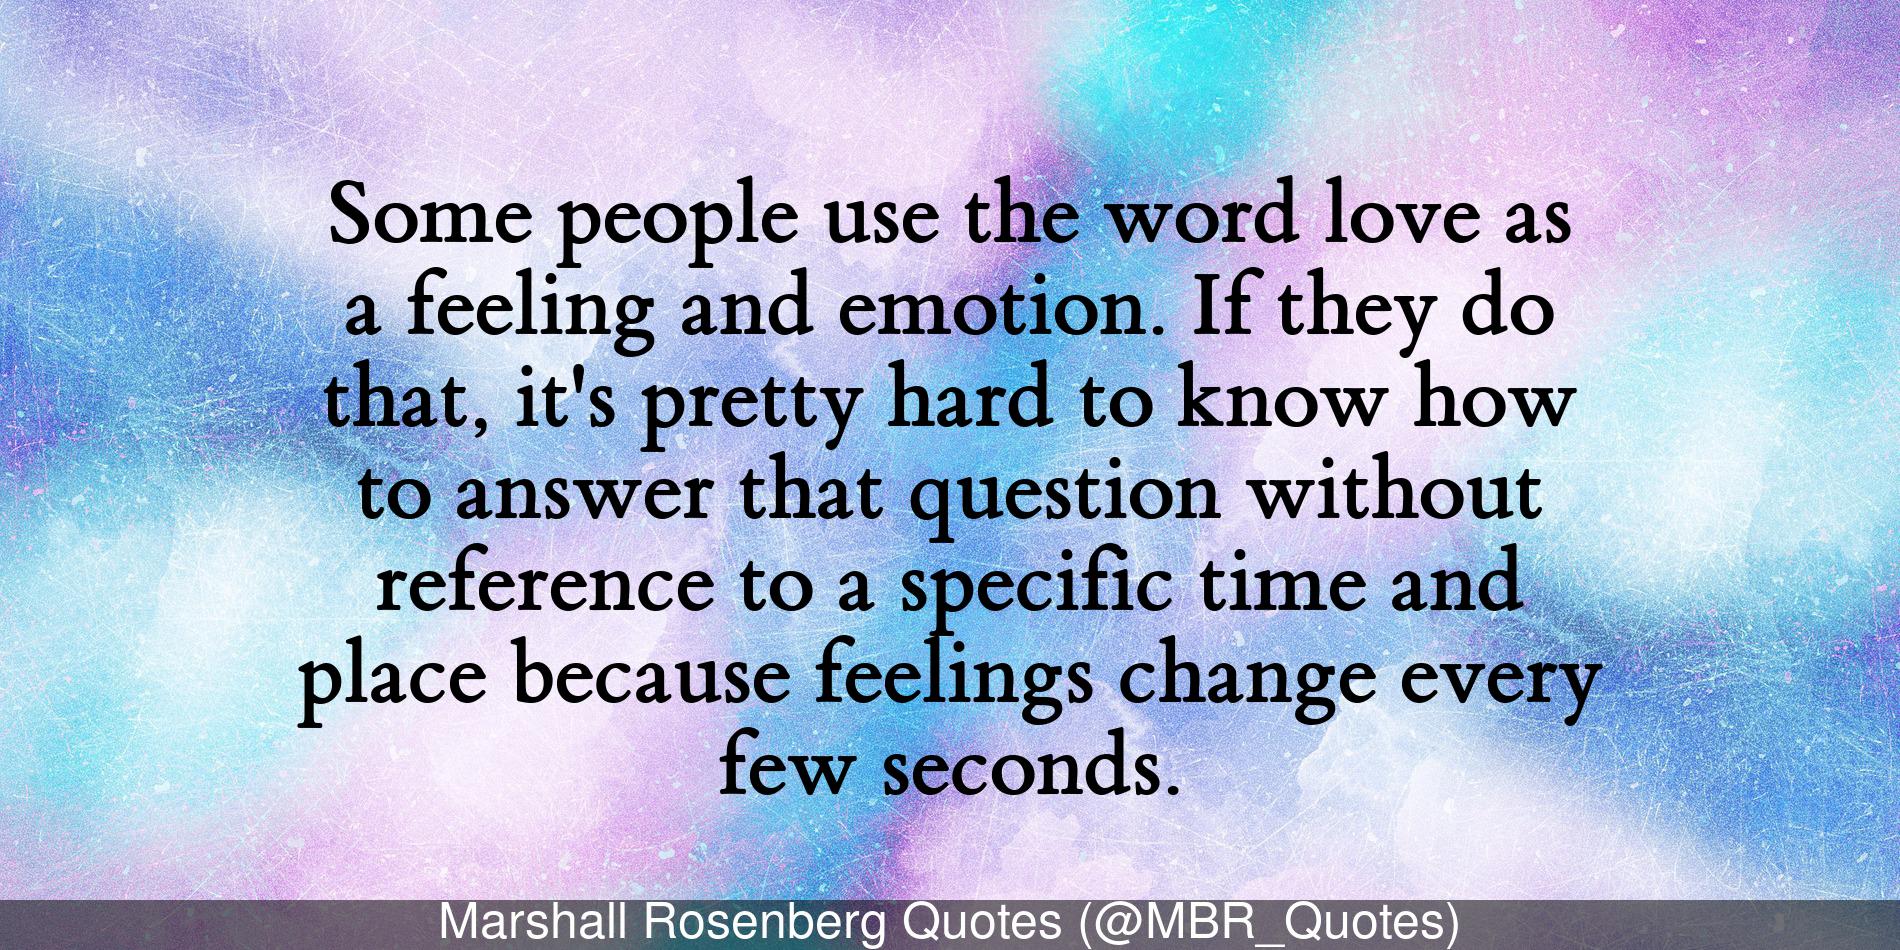 Some people use the word love as
a feeling and emotion. If they do
that, it's pretty hard to know how
to answer that question without
reference to a specific time and
place because feelings change every
few seconds.
Marshall Rosenberg Quotes (@MBR_Quotes)